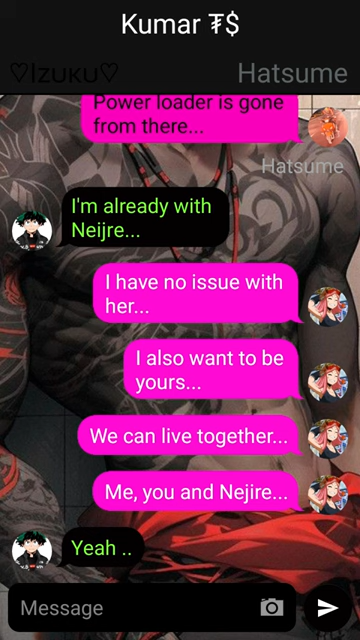 Kumar ₮$
♡Izuku♡
Hatsume
Power loader is gone
from there...
Hatsume
I'm already with
Neijre...
I have no issue with
her...
I also want to be
yours...
We can live together...
Me, you and Nejire...
Yeah ..
Message